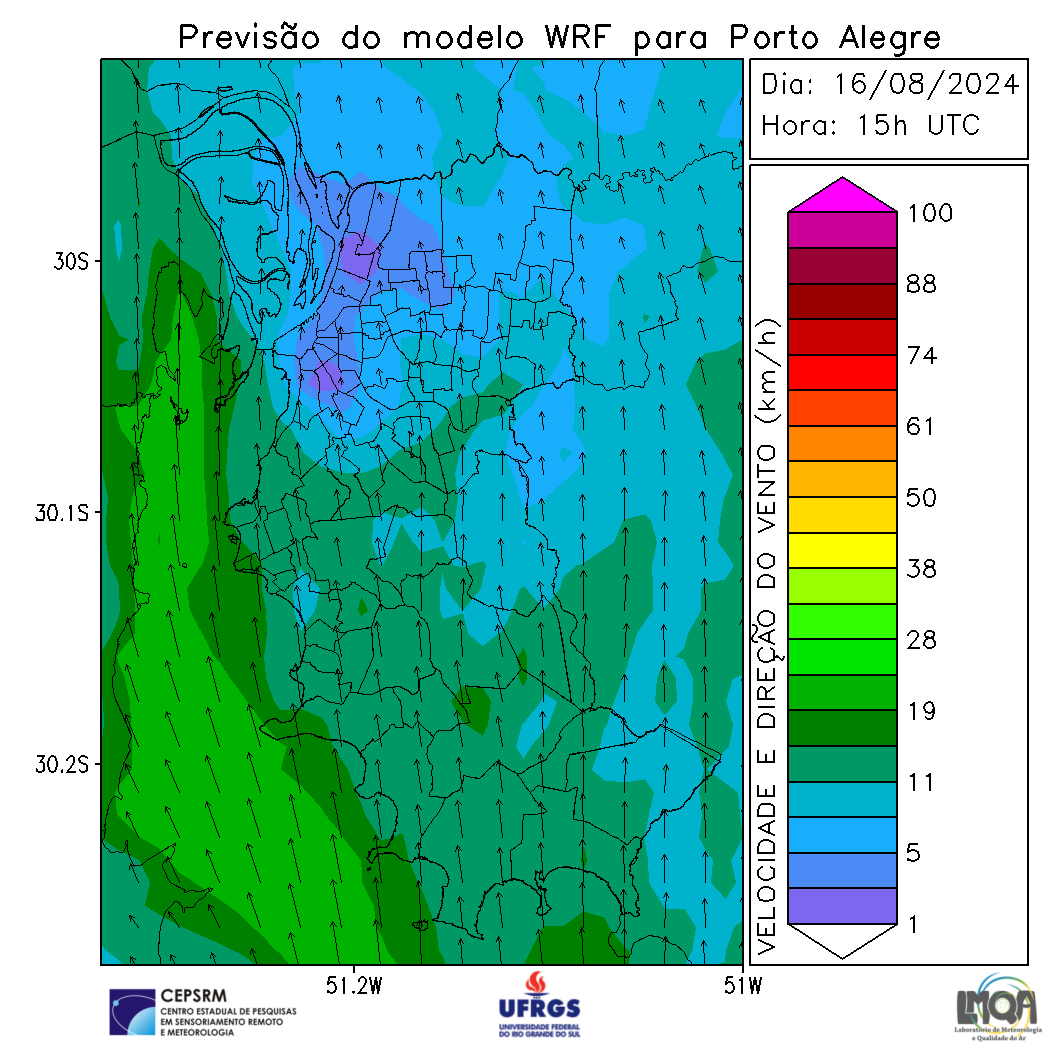 Previsão do modelo WRF para Porto Alegre
Dia: 16/08/2024
Hora: 15h UTC
30S
30.1S
30.2S
51.2W
51W
VELOCIDADE E DIREÇÃO DO VENTO (km/h)
100
88
74
61
50
38
28
19
11
5
1
CEPSRM
CENTRO ESTADUAL DE PESQUISAS
EM SENSORIAMENTO REMOTO
E METEOROLOGIA
UFRGS
UNIVERSIDADE FEDERAL
DO RIO GRANDE DO SUL
LMQA
Laboratório de Meteorologia
e Qualidade do Ar